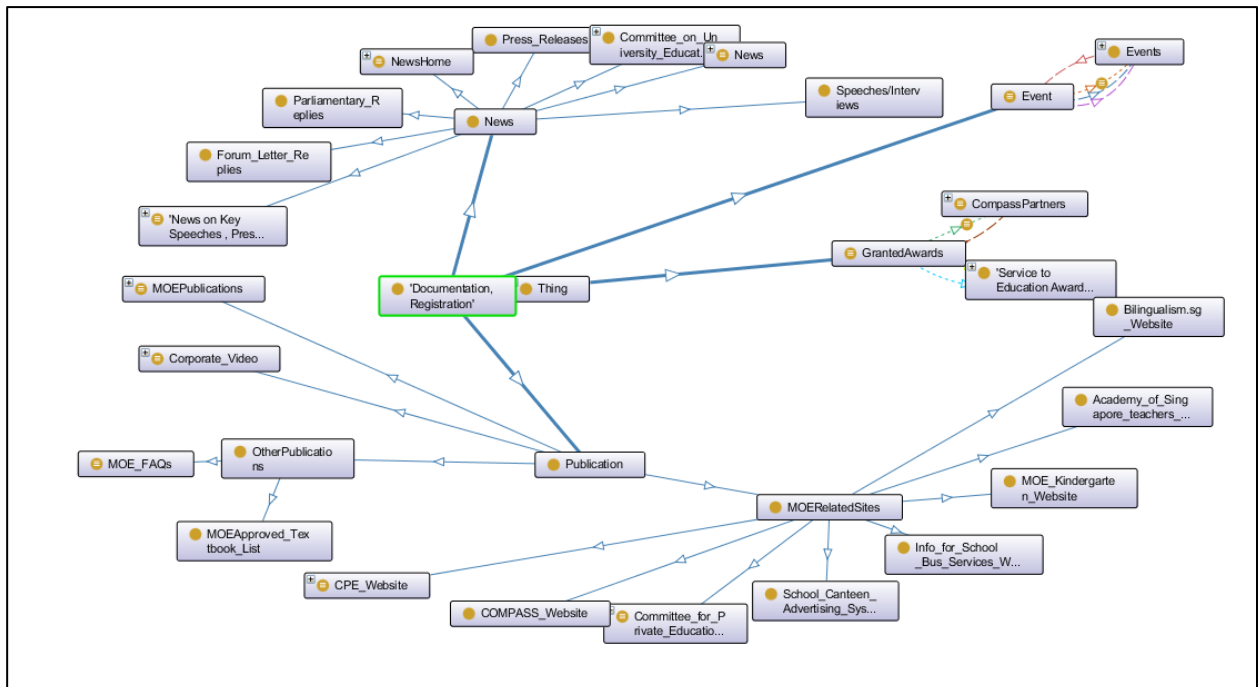 Press_Releases
Committee_on_Un
iversity_Educat...
News
NewsHome
Events
Parliamentary_R
eplies
News
Speeches/Interv
iews
Event
Forum_Letter_Re
plies
'News on Key
Speeches , Pres...
CompassPartners
GrantedAwards
'Service to
Education Award...
MOEPublications
'Documentation,
Registration'
Thing
Bilingualism.sg
_Website
Corporate_Video
Academy_of_Sing
apore_teachers_...
OtherPublicatio
ns
MOE_FAQs
Publication
MOE_Kindergarte
n_Website
MOERelatedSites
MOEApproved_Tex
tbook_List
Info_for_School
_Bus_Services_W...
CPE_Website
School_Canteen_
Advertising_Sys...
COMPASS_Website
Committee_for_P
rivate_Educatio...